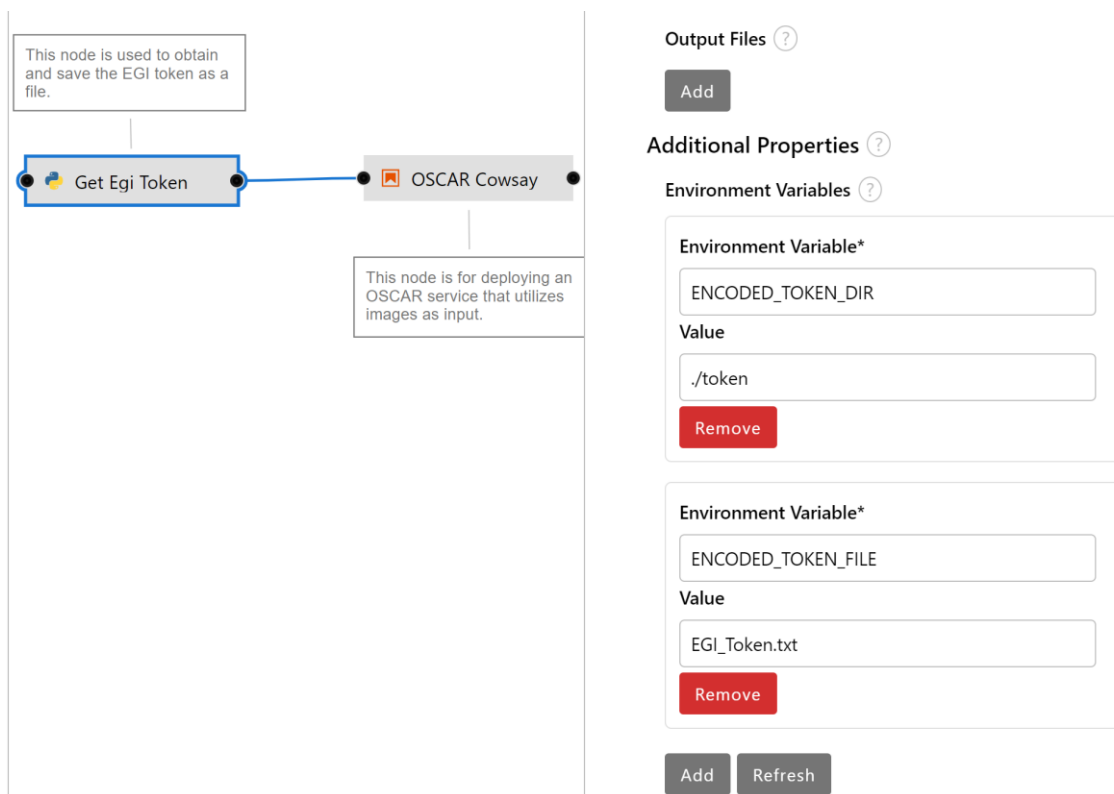 This node is used to obtain
and save the EGI token as a
file.
Get Egi Token
OSCAR Cowsay
This node is for deploying an
OSCAR service that utilizes
images as input.
Output Files ?
Add
Additional Properties ?
Environment Variables ?
Environment Variable*
ENCODED_TOKEN_DIR
Value
./token
Remove
Environment Variable*
ENCODED_TOKEN_FILE
Value
EGI_Token.txt
Remove
Add Refresh